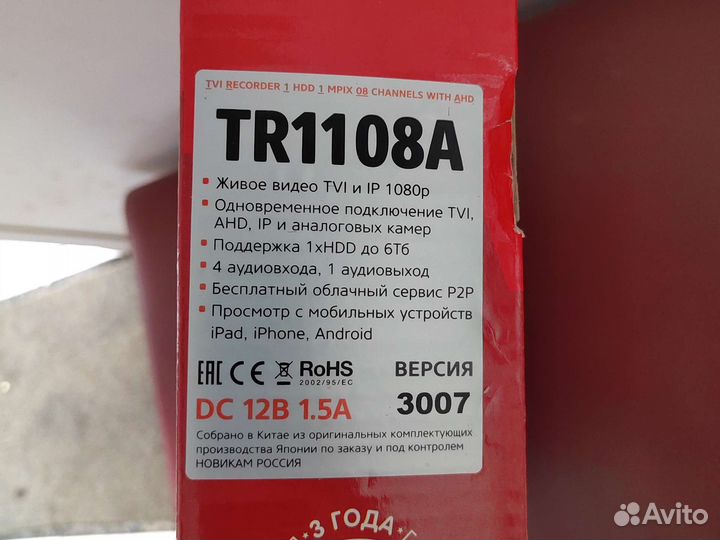 TVI RECORDER 1 HDD 1 MPIX 08 CHANNELS WITH AHD
TR1108A
• Живое видео TVI и IP 1080p
• Одновременное подключение TVI,
AHD, IP и аналоговых камер
• Поддержка 1xHDD до 6Тб
• 4 аудиовхода, 1 аудиовыход
• Бесплатный облачный сервис P2P
• Просмотр с мобильных устройств
iPad, iPhone, Android
EAC CE RoHS
2002/95/EC
ВЕРСИЯ
DC 12В 1.5А
3007
Собрано в Китае из оригинальных комплектующих
производства Японии по заказу и под контролем
НОВИКАМ РОССИЯ
3 ГОДА
Avito